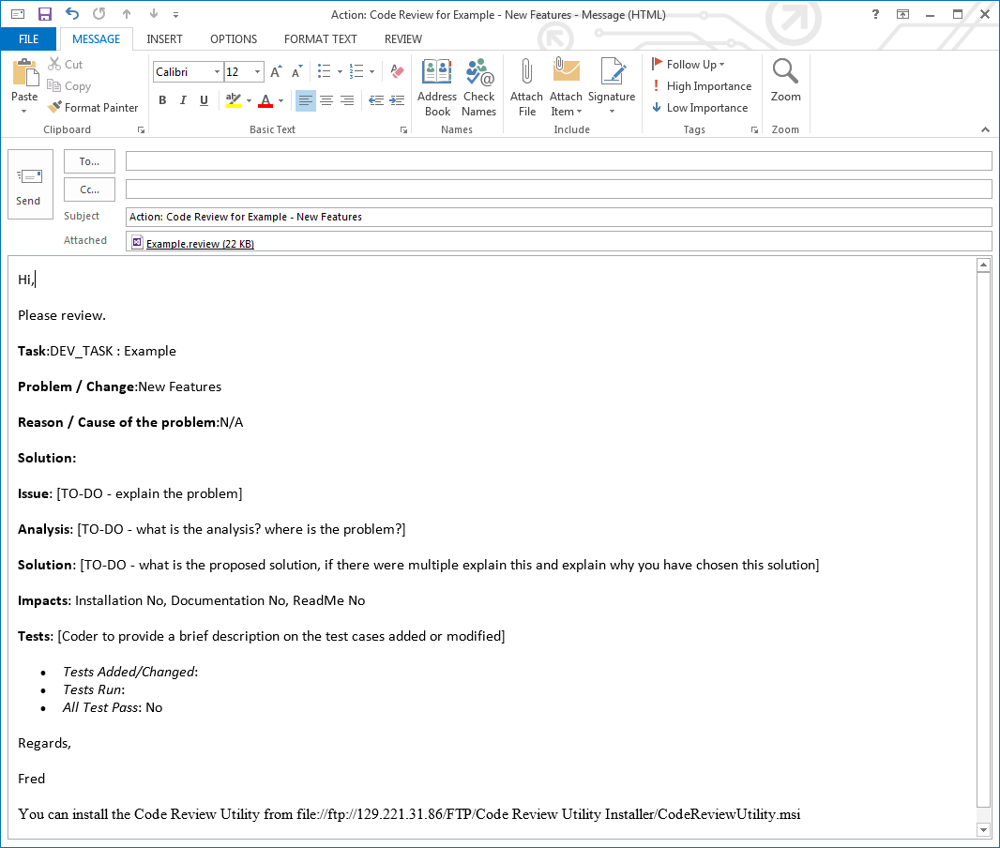 Action: Code Review for Example - New Features - Message (HTML)
?
FILE MESSAGE INSERT OPTIONS FORMAT TEXT REVIEW
Paste
Cut
Copy
Format Painter
Clipboard
Calibri 12
B I U
Basic Text
Address Book
Check Names
Names
Attach File
Attach Item
Signature
Include
Follow Up
High Importance
Low Importance
Tags
Zoom
Zoom
Send
To...
Cc...
Subject Action: Code Review for Example - New Features
Attached Example.review (22 KB)
Hi,
Please review.
Task:DEV_TASK : Example
Problem / Change:New Features
Reason / Cause of the problem:N/A
Solution:
Issue: [TO-DO - explain the problem]
Analysis: [TO-DO - what is the analysis? where is the problem?]
Solution: [TO-DO - what is the proposed solution, if there were multiple explain this and explain why you have chosen this solution]
Impacts: Installation No, Documentation No, ReadMe No
Tests: [Coder to provide a brief description on the test cases added or modified]
• Tests Added/Changed:
• Tests Run:
• All Test Pass: No
Regards,
Fred
You can install the Code Review Utility from file://ftp://129.221.31.86/FTP/Code Review Utility Installer/CodeReviewUtility.msi